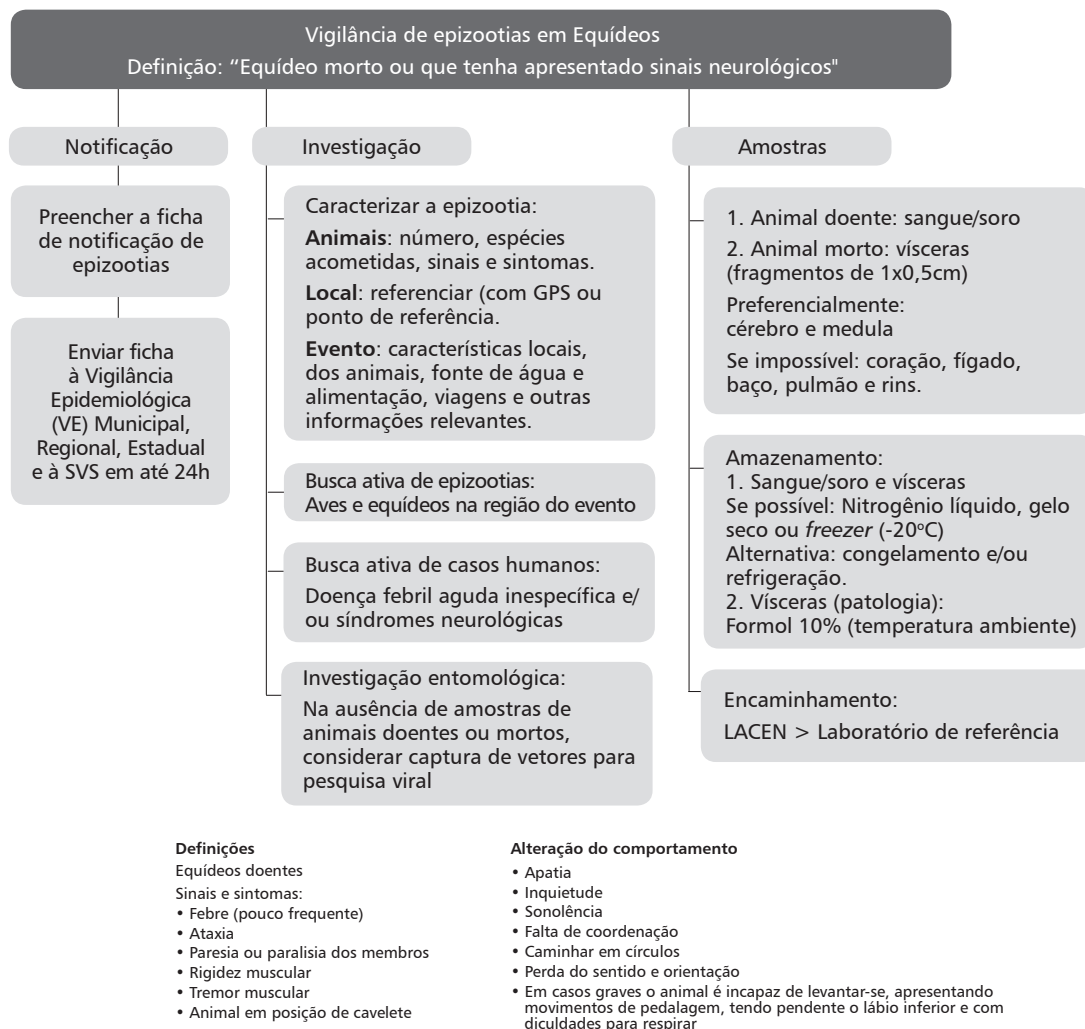 Vigilância de epizootias em Equídeos
Definição: “Equídeo morto ou que tenha apresentado sinais neurológicos"
Notificação
Preencher a ficha
de notificação de
epizootias
Enviar ficha
à Vigilância
Epidemiológica
(VE) Municipal,
Regional, Estadual
e à SVS em até 24h
Investigação
Caracterizar a epizootia:
Animais: número, espécies
acometidas, sinais e sintomas.
Local: referenciar (com GPS ou
ponto de referência.
Evento: características locais,
dos animais, fonte de água e
alimentação, viagens e outras
informações relevantes.
Busca ativa de epizootias:
Aves e equídeos na região do evento
Busca ativa de casos humanos:
Doença febril aguda inespecífica e/
ou síndromes neurológicas
Investigação entomológica:
Na ausência de amostras de
animais doentes ou mortos,
considerar captura de vetores para
pesquisa viral
Amostras
1. Animal doente: sangue/soro
2. Animal morto: vísceras
(fragmentos de 1x0,5cm)
Preferencialmente:
cérebro e medula
Se impossível: coração, fígado,
baço, pulmão e rins.
Amazenamento:
1. Sangue/soro e vísceras
Se possível: Nitrogênio líquido, gelo
seco ou freezer (-20ºC)
Alternativa: congelamento e/ou
refrigeração.
2. Vísceras (patologia):
Formol 10% (temperatura ambiente)
Encaminhamento:
LACEN > Laboratório de referência
Definições
Equídeos doentes
Sinais e sintomas:
• Febre (pouco frequente)
• Ataxia
• Paresia ou paralisia dos membros
• Rigidez muscular
• Tremor muscular
• Animal em posição de cavelete
Alteração do comportamento
• Apatia
• Inquietude
• Sonolência
• Falta de coordenação
• Caminhar em círculos
• Perda do sentido e orientação
• Em casos graves o animal é incapaz de levantar-se, apresentando
movimentos de pedalagem, tendo pendente o lábio inferior e com
diculdades para respirar